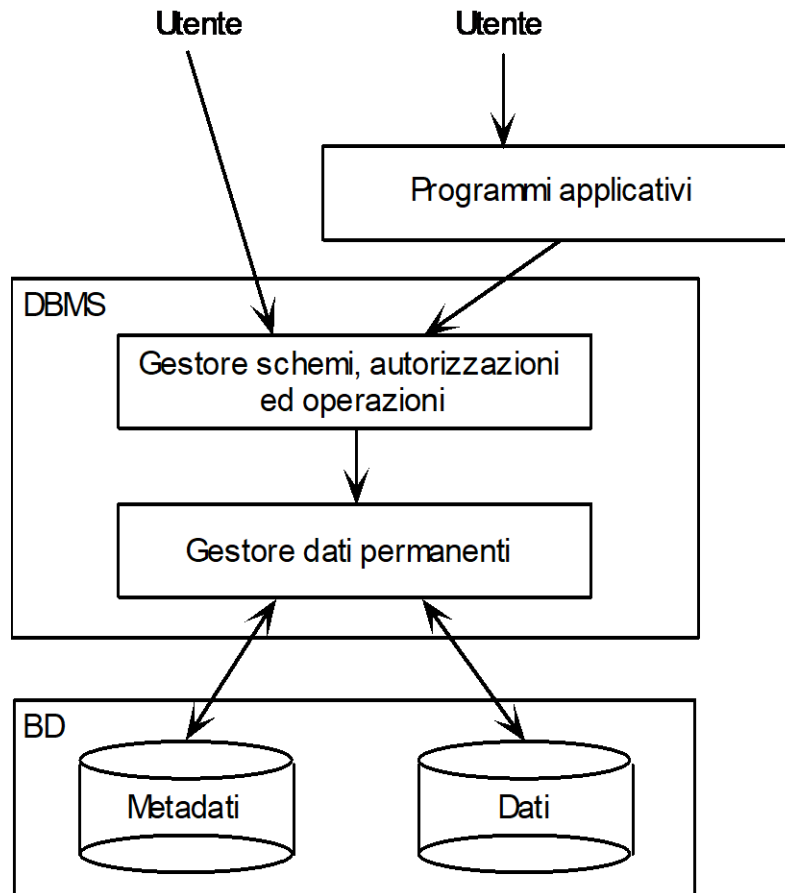 Utente
Utente
Programmi applicativi
DBMS
Gestore schemi, autorizzazioni
ed operazioni
Gestore dati permanenti
BD
Metadati
Dati